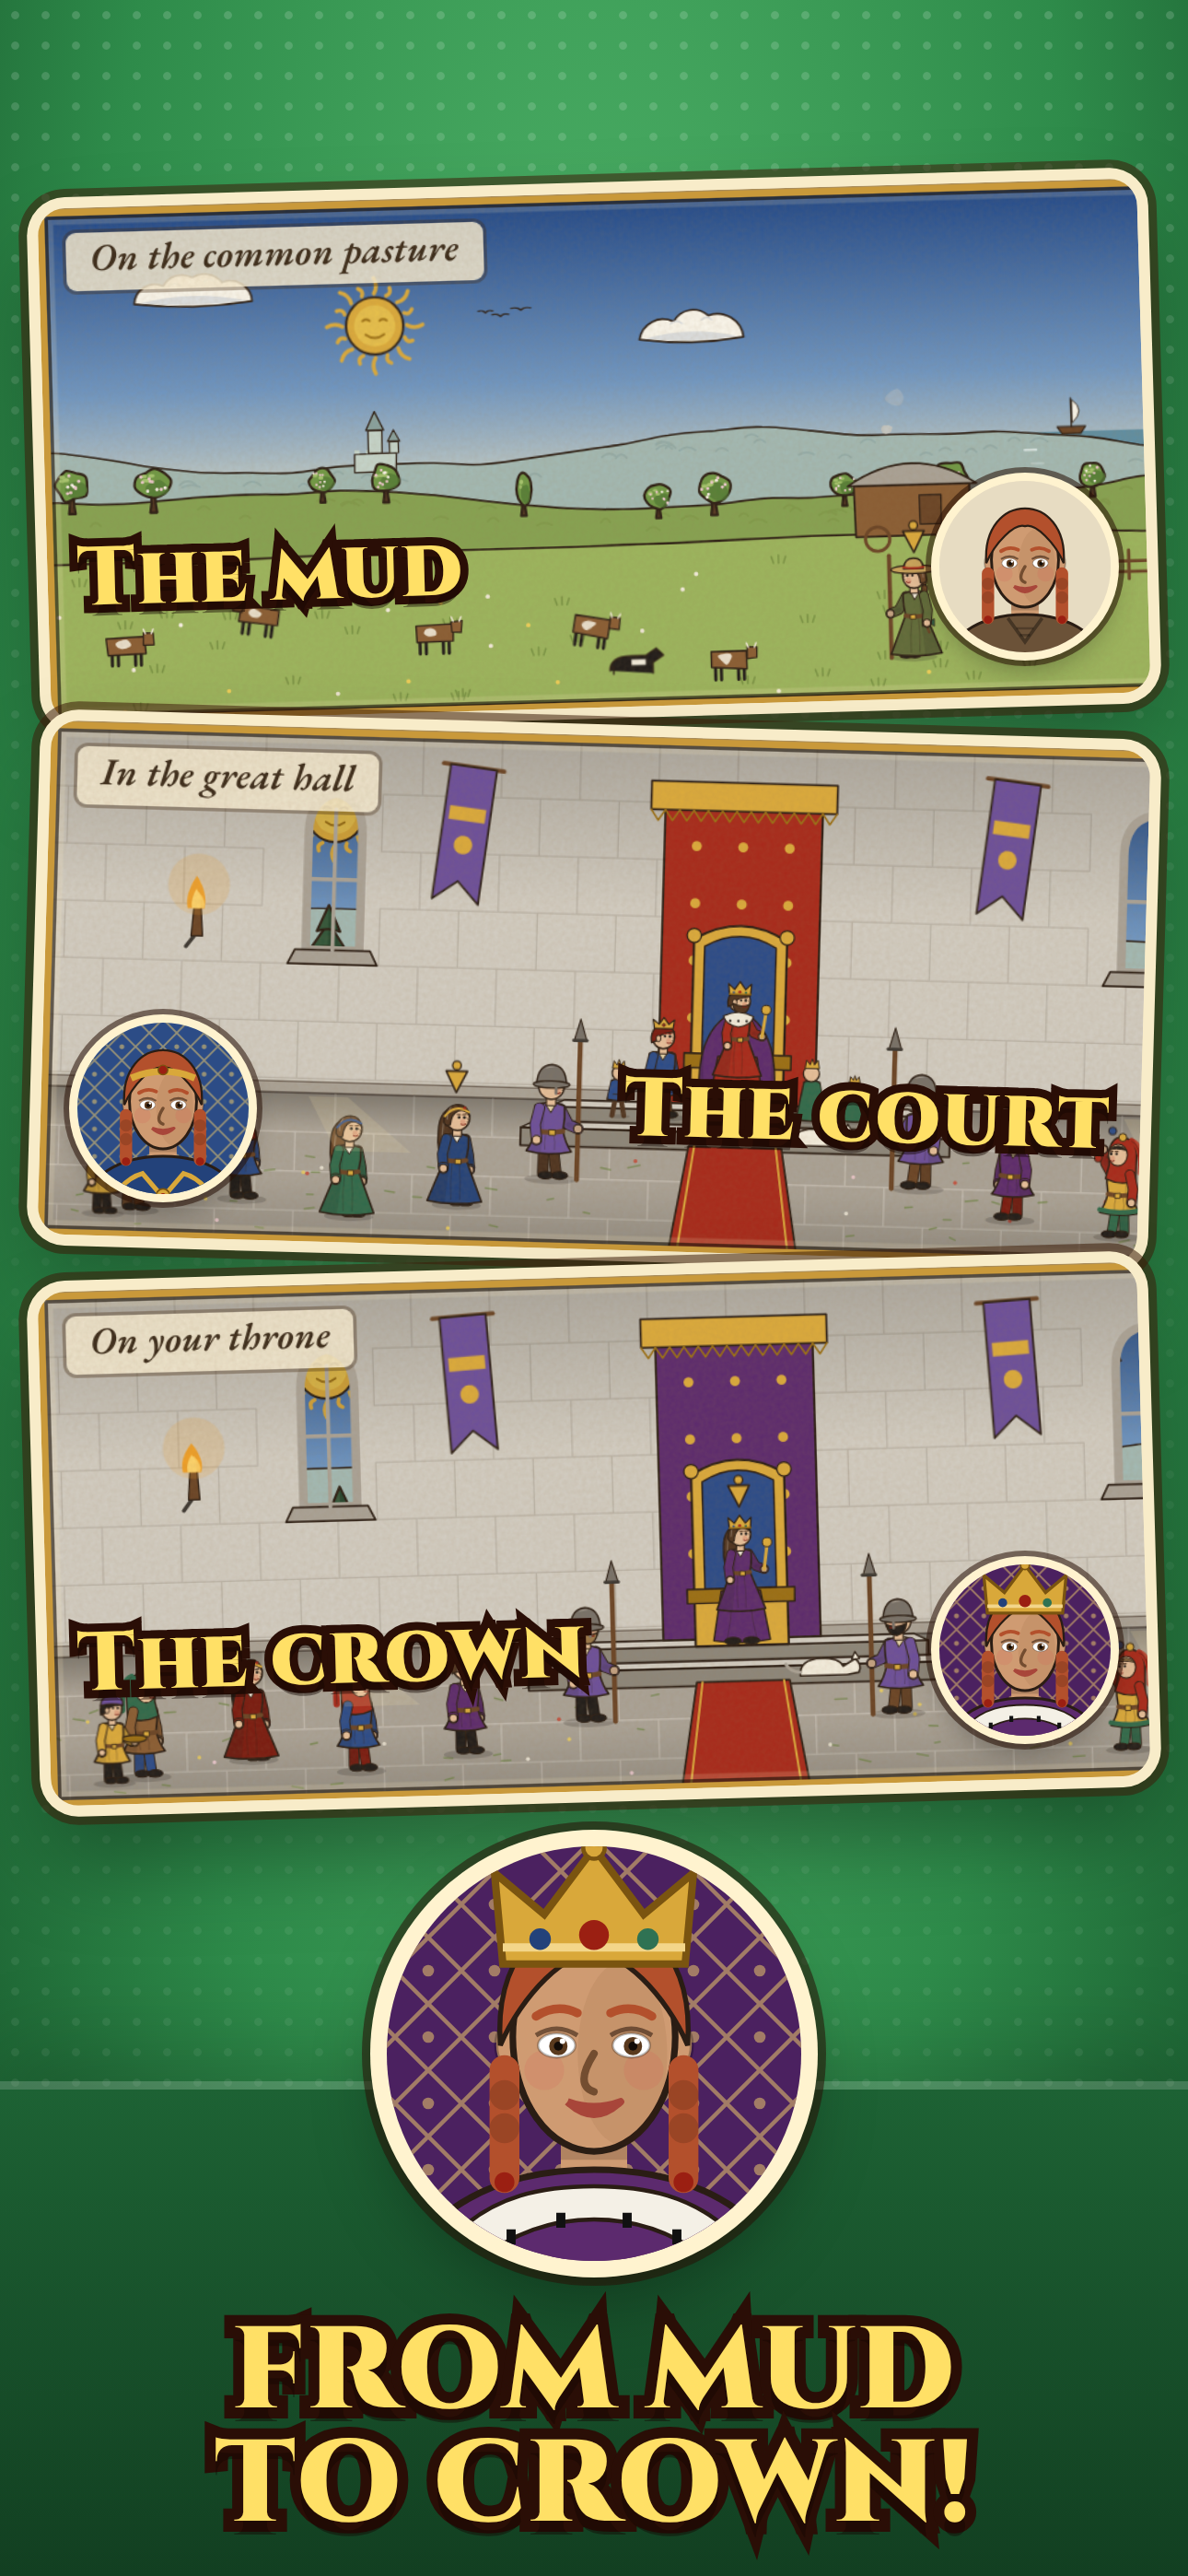 On the common pasture
The Mud
In the great hall
The court
On your throne
The crown
From Mud
to crown!